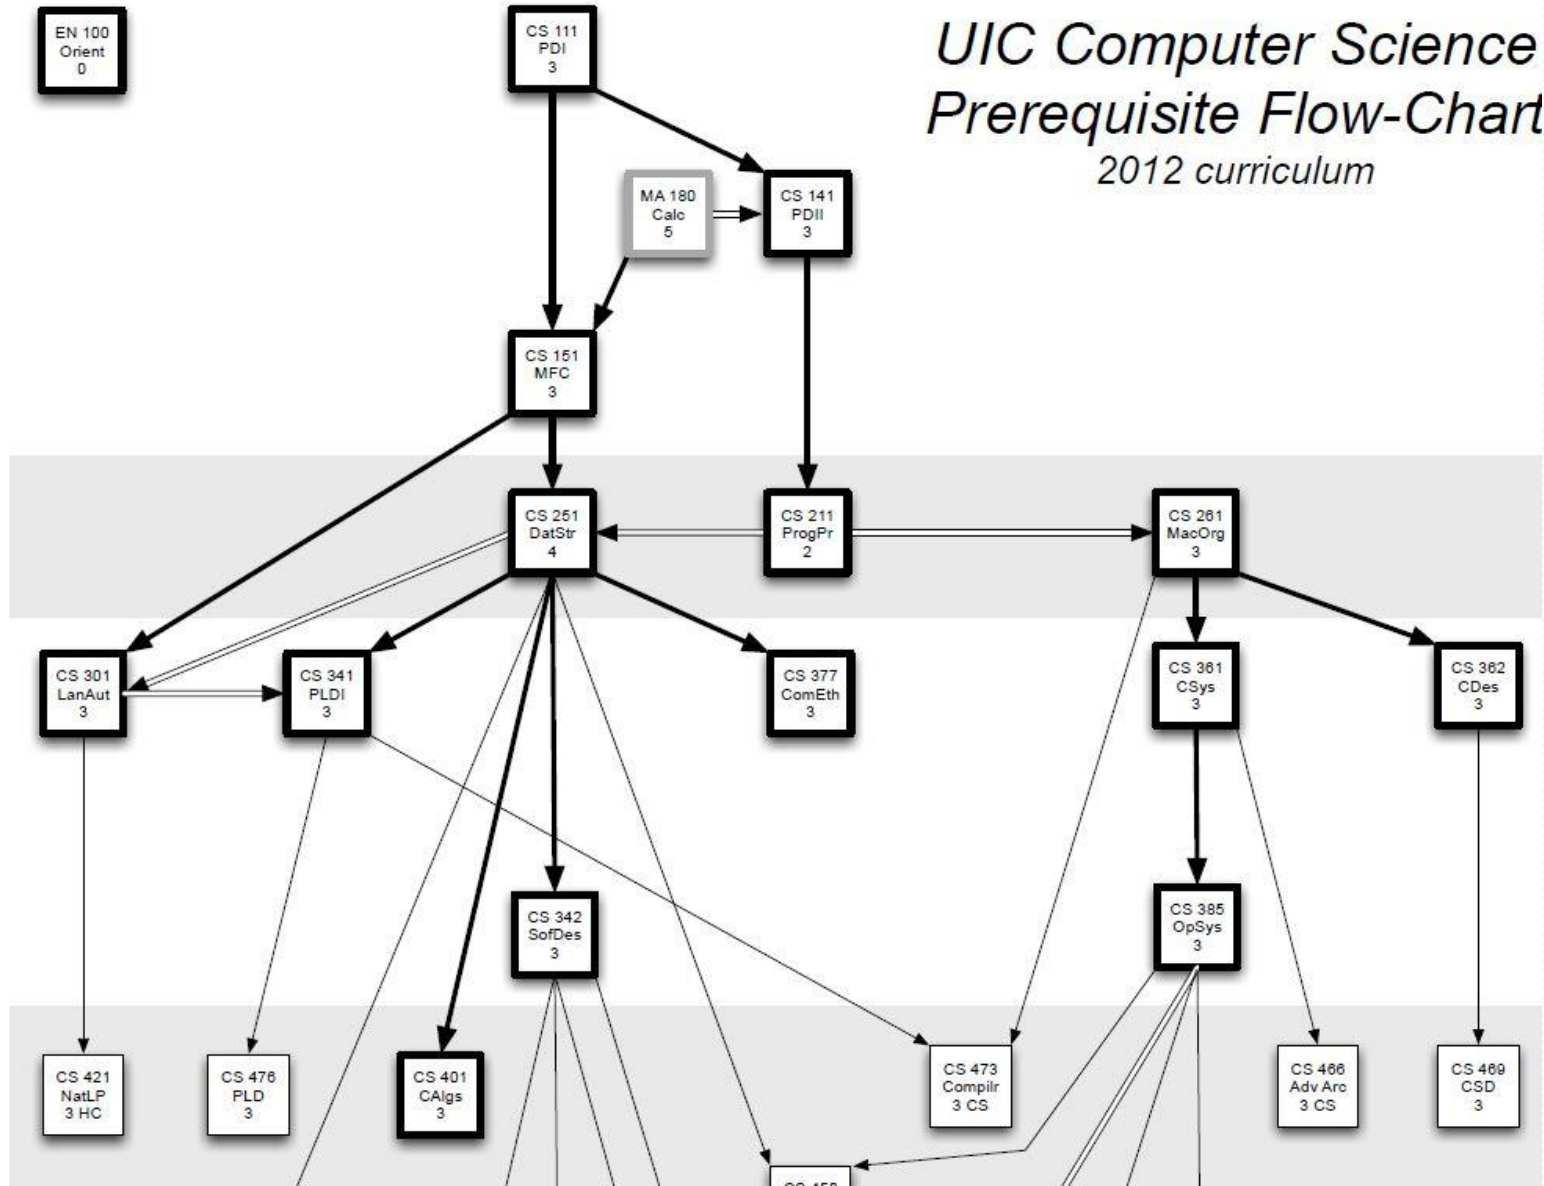 EN 100
Orient
0
CS 111
PDI
3
UIC Computer Science
Prerequisite Flow-Chart
2012 curriculum
MA 180
Calc
5
CS 141
PDII
3
CS 151
MFC
3
CS 251
DatStr
4
CS 211
ProgPr
2
CS 261
MacOrg
3
CS 301
LanAut
3
CS 341
PLDI
3
CS 377
ComEth
3
CS 361
CSys
3
CS 362
CDes
3
CS 342
SofDes
3
CS 385
OpSys
3
CS 421
NatLP
3 HC
CS 476
PLD
3
CS 401
CAlgs
3
CS 473
Compilr
3 CS
CS 466
Adv Arc
3 CS
CS 469
CSD
3